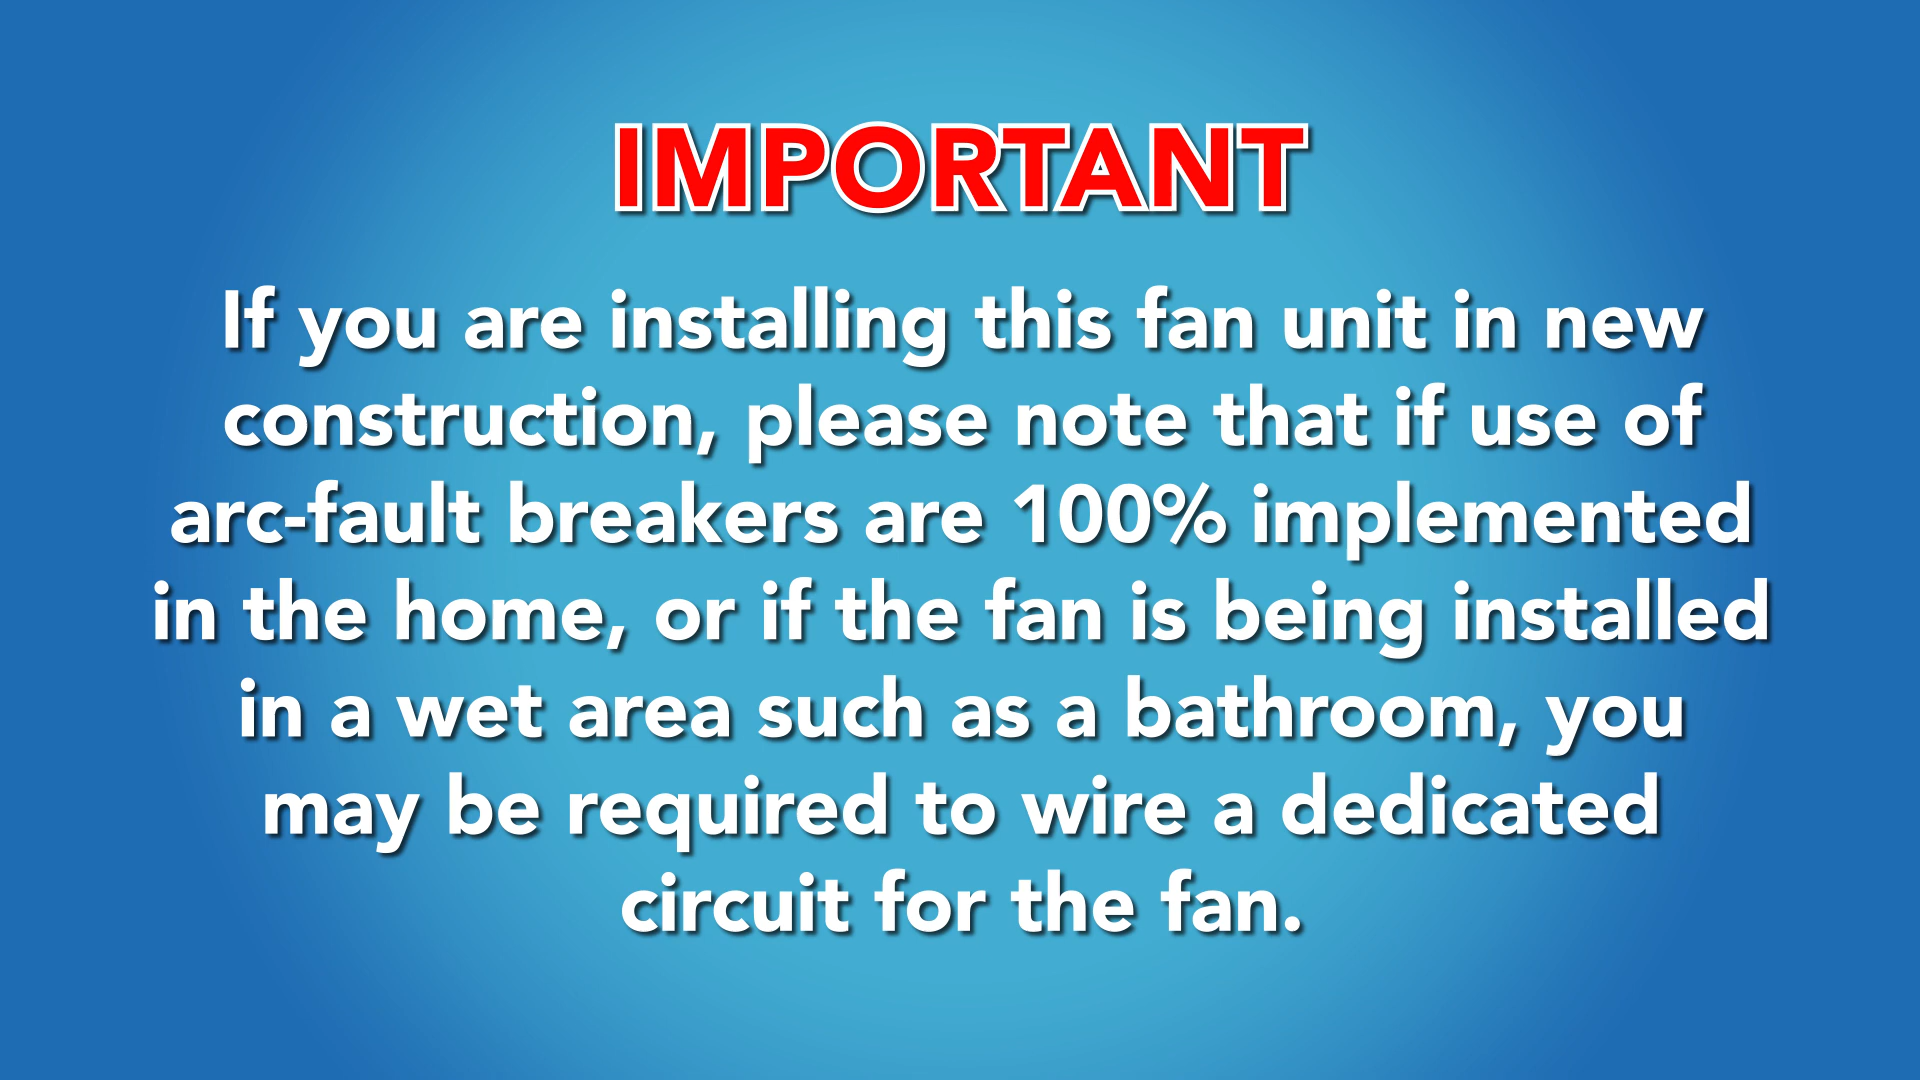 IMPORTANT
If you are installing this fan unit in new
construction, please note that if use of
arc-fault breakers are 100% implemented
in the home, or if the fan is being installed
in a wet area such as a bathroom, you
may be required to wire a dedicated
circuit for the fan.